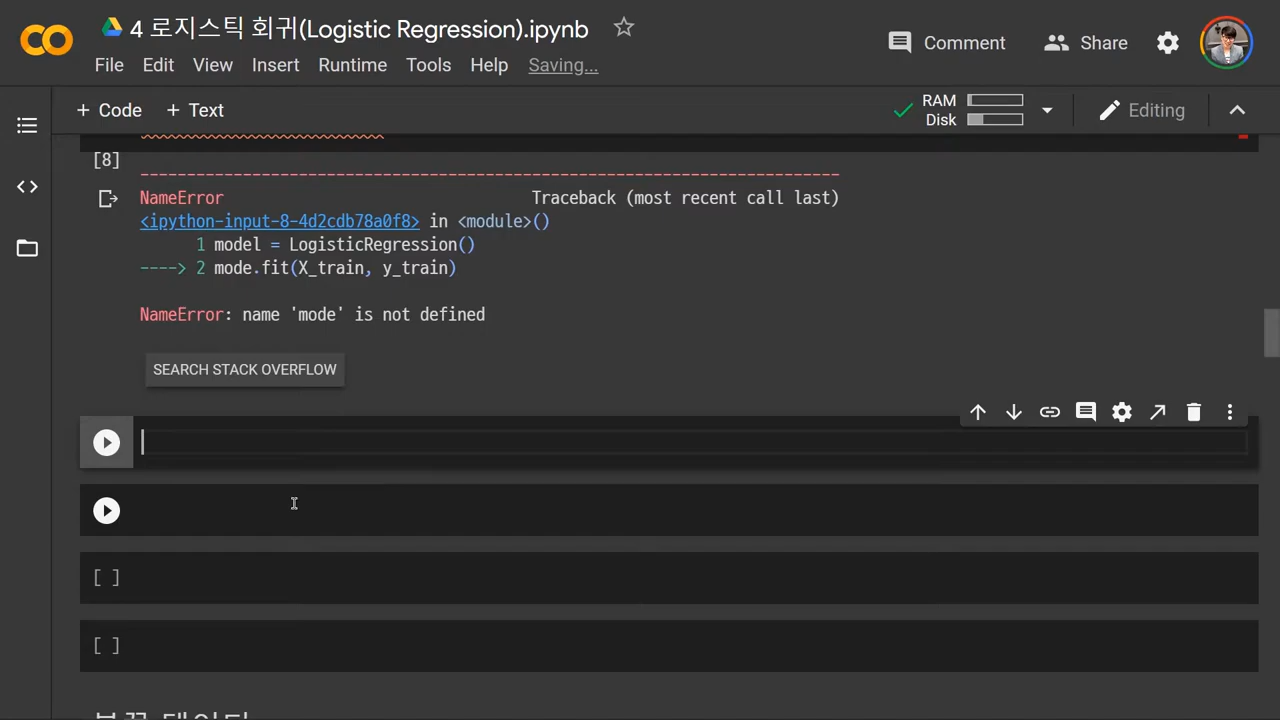 4 로지스틱 회귀(Logistic Regression).ipynb
Comment
Share
File Edit View Insert Runtime Tools Help Saving...
+ Code + Text
RAM
Disk
Editing
[8]
---------------------------------------------------------------------------
NameError Traceback (most recent call last)
<ipython-input-8-4d2cdb78a0f8> in <module>()
1 model = LogisticRegression()
----> 2 mode.fit(X_train, y_train)
NameError: name 'mode' is not defined
SEARCH STACK OVERFLOW
[ ]
[ ]